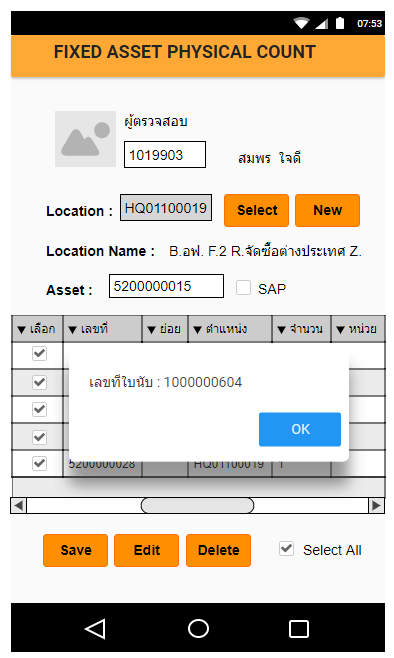 07:53
FIXED ASSET PHYSICAL COUNT
ผู้ตรวจสอบ
1019903 สมพร ใจดี
Location : HQ01100019 Select New
Location Name : B.อฟ. F.2 R.จัดซื้อต่างประเทศ Z.
Asset : 5200000015 SAP
▼ เลือก ▼ เลขที่ ▼ ย่อย ▼ ตำแหน่ง ▼ จำนวน ▼ หน่วย
เลขที่ใบนับ : 1000000604
OK
5200000028 HQ01100019 1
Save Edit Delete Select All